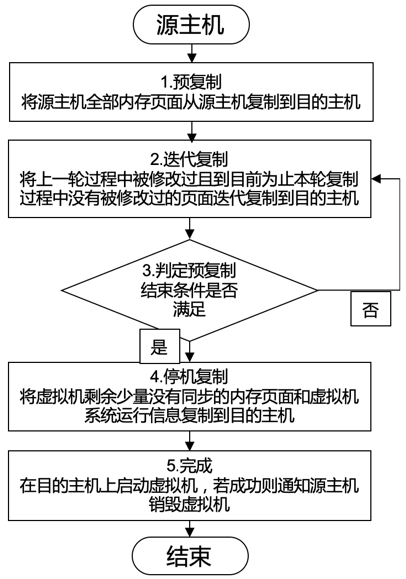 源主机
1.预复制
将源主机全部内存页面从源主机复制到目的主机
2.迭代复制
将上一轮过程中被修改过且到目前为止本轮复制
过程中没有被修改过的页面迭代复制到目的主机
3.判定预复制
结束条件是否
满足
否
是
4.停机复制
将虚拟机剩余少量没有同步的内存页面和虚拟机
系统运行信息复制到目的主机
5.完成
在目的主机上启动虚拟机，若成功则通知源主机
销毁虚拟机
结束